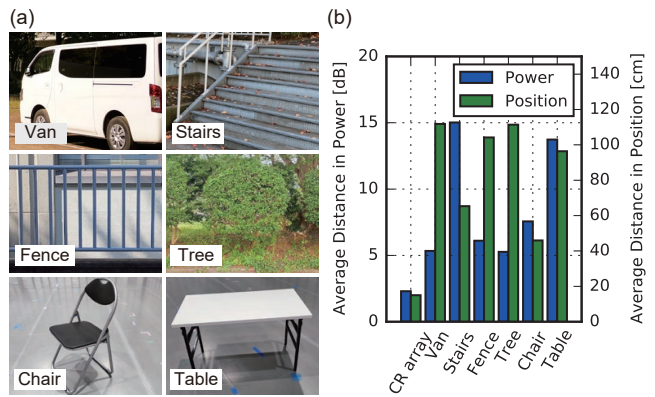 (a)
Van
Stairs
Fence
Tree
Chair
Table
(b)
Power
Position
Average Distance in Power [dB]
20
15
10
5
0
Average Distance in Position [cm]
140
120
100
80
60
40
20
0
CR array
Van
Stairs
Fence
Tree
Chair
Table